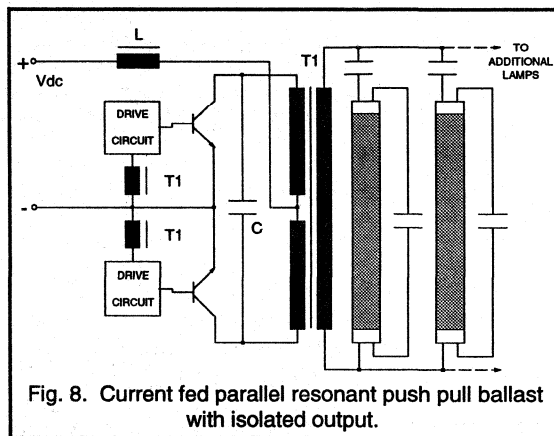 L
+
Vdc
T1
TO
ADDITIONAL
LAMPS
DRIVE
CIRCUIT
T1
-
T1
C
DRIVE
CIRCUIT
Fig. 8. Current fed parallel resonant push pull ballast
with isolated output.